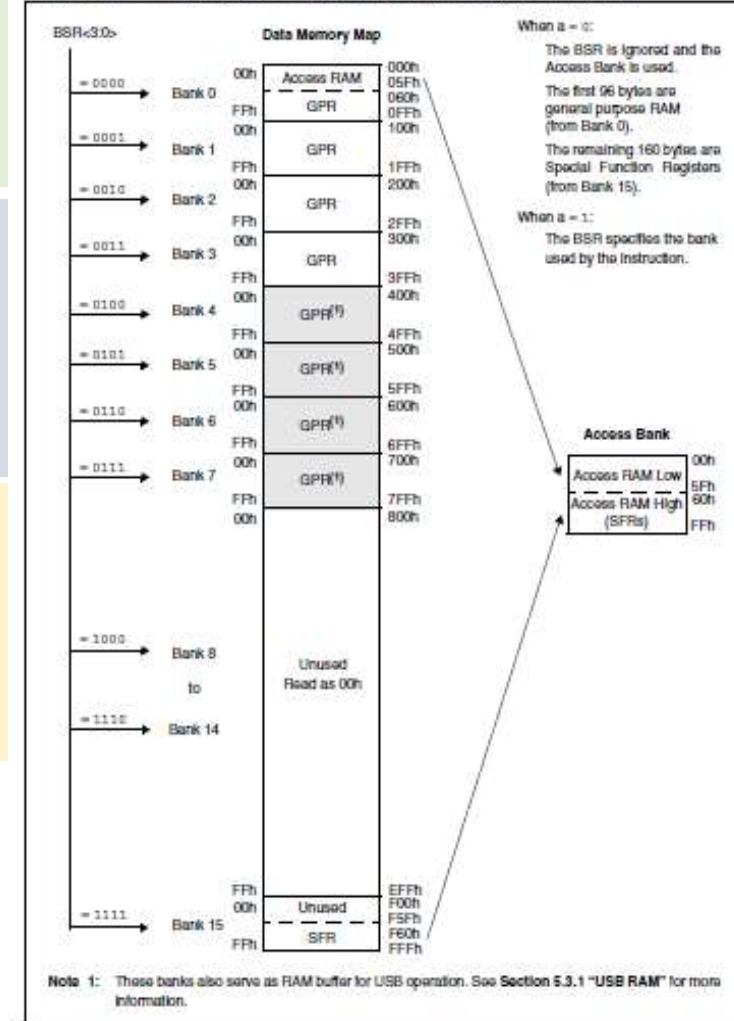 BSR<3:0>
Data Memory Map
When a = 0:
The BSR is ignored and the
Access Bank is used.
The first 96 bytes are
general purpose RAM
(from Bank 0).
The remaining 160 bytes are
Special Function Registers
(from Bank 15).
When a = 1:
The BSR specifies the bank
used by the instruction.
= 0000
Bank 0
00h
Access RAM
000h
05Fh
060h
FFh
GPR
0FFh
= 0001
Bank 1
00h
GPR
100h
FFh
1FFh
= 0010
Bank 2
00h
GPR
200h
FFh
2FFh
= 0011
Bank 3
00h
GPR
300h
FFh
3FFh
= 0100
Bank 4
00h
GPR(1)
400h
FFh
4FFh
= 0101
Bank 5
00h
GPR(1)
500h
FFh
5FFh
= 0110
Bank 6
00h
GPR(1)
600h
FFh
6FFh
= 0111
Bank 7
00h
GPR(1)
700h
FFh
7FFh
00h
800h
= 1000
Bank 8
to
= 1110
Bank 14
Unused
Read as 00h
FFh
EFFh
= 1111
Bank 15
00h
Unused
F00h
F5Fh
F60h
FFh
SFR
FFFh
Access Bank
Access RAM Low
00h
5Fh
Access RAM High
(SFRs)
60h
FFh
Note 1: These banks also serve as RAM buffer for USB operation. See Section 5.3.1 "USB RAM" for more
information.